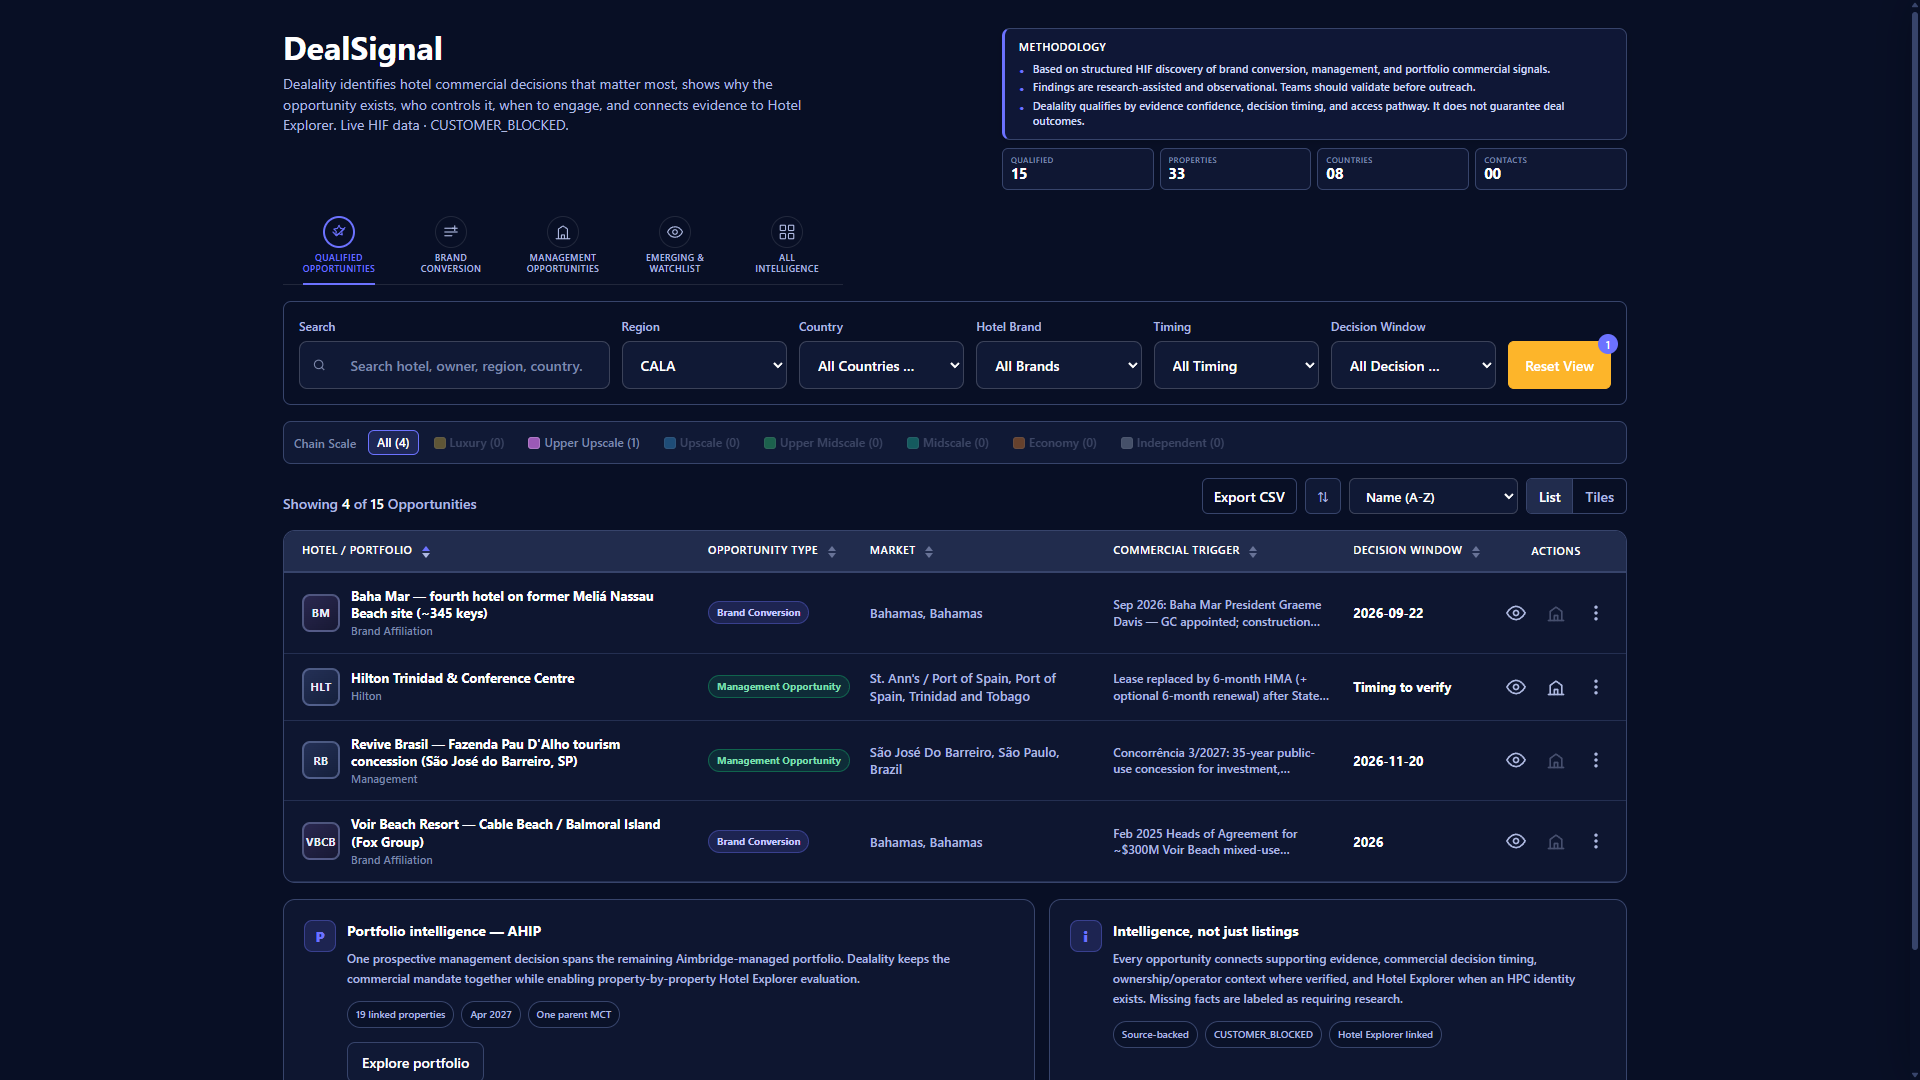 DealSignal
Dealality identifies hotel commercial decisions that matter most, shows why the
opportunity exists, who controls it, when to engage, and connects evidence to Hotel
Explorer. Live HIF data · CUSTOMER_BLOCKED.
METHODOLOGY
• Based on structured HIF discovery of brand conversion, management, and portfolio commercial signals.
• Findings are research-assisted and observational. Teams should validate before outreach.
• Dealality qualifies by evidence confidence, decision timing, and access pathway. It does not guarantee deal
outcomes.
QUALIFIED
15
PROPERTIES
33
COUNTRIES
08
CONTACTS
00
QUALIFIED
OPPORTUNITIES
BRAND
CONVERSION
MANAGEMENT
OPPORTUNITIES
EMERGING &
WATCHLIST
ALL
INTELLIGENCE
Search
Search hotel, owner, region, country.
Region
CALA
Country
All Countries ...
Hotel Brand
All Brands
Timing
All Timing
Decision Window
All Decision ...
Reset View
1
Chain Scale
All (4)
Luxury (0)
Upper Upscale (1)
Upscale (0)
Upper Midscale (0)
Midscale (0)
Economy (0)
Independent (0)
Showing 4 of 15 Opportunities
Export CSV
Name (A-Z)
List
Tiles
HOTEL / PORTFOLIO
OPPORTUNITY TYPE
MARKET
COMMERCIAL TRIGGER
DECISION WINDOW
ACTIONS
BM
Baha Mar — fourth hotel on former Meliá Nassau
Beach site (~345 keys)
Brand Affiliation
Brand Conversion
Bahamas, Bahamas
Sep 2026: Baha Mar President Graeme
Davis — GC appointed; construction...
2026-09-22
HLT
Hilton Trinidad & Conference Centre
Hilton
Management Opportunity
St. Ann's / Port of Spain, Port of
Spain, Trinidad and Tobago
Lease replaced by 6-month HMA (+
optional 6-month renewal) after State...
Timing to verify
RB
Revive Brasil — Fazenda Pau D'Alho tourism
concession (São José do Barreiro, SP)
Management
Management Opportunity
São José Do Barreiro, São Paulo,
Brazil
Concorrência 3/2027: 35-year public-
use concession for investment,...
2026-11-20
VBCB
Voir Beach Resort — Cable Beach / Balmoral Island
(Fox Group)
Brand Affiliation
Brand Conversion
Bahamas, Bahamas
Feb 2025 Heads of Agreement for
~$300M Voir Beach mixed-use...
2026
P
Portfolio intelligence — AHIP
One prospective management decision spans the remaining Aimbridge-managed portfolio. Dealality keeps the
commercial mandate together while enabling property-by-property Hotel Explorer evaluation.
19 linked properties
Apr 2027
One parent MCT
Explore portfolio
i
Intelligence, not just listings
Every opportunity connects supporting evidence, commercial decision timing,
ownership/operator context where verified, and Hotel Explorer when an HPC identity
exists. Missing facts are labeled as requiring research.
Source-backed
CUSTOMER_BLOCKED
Hotel Explorer linked